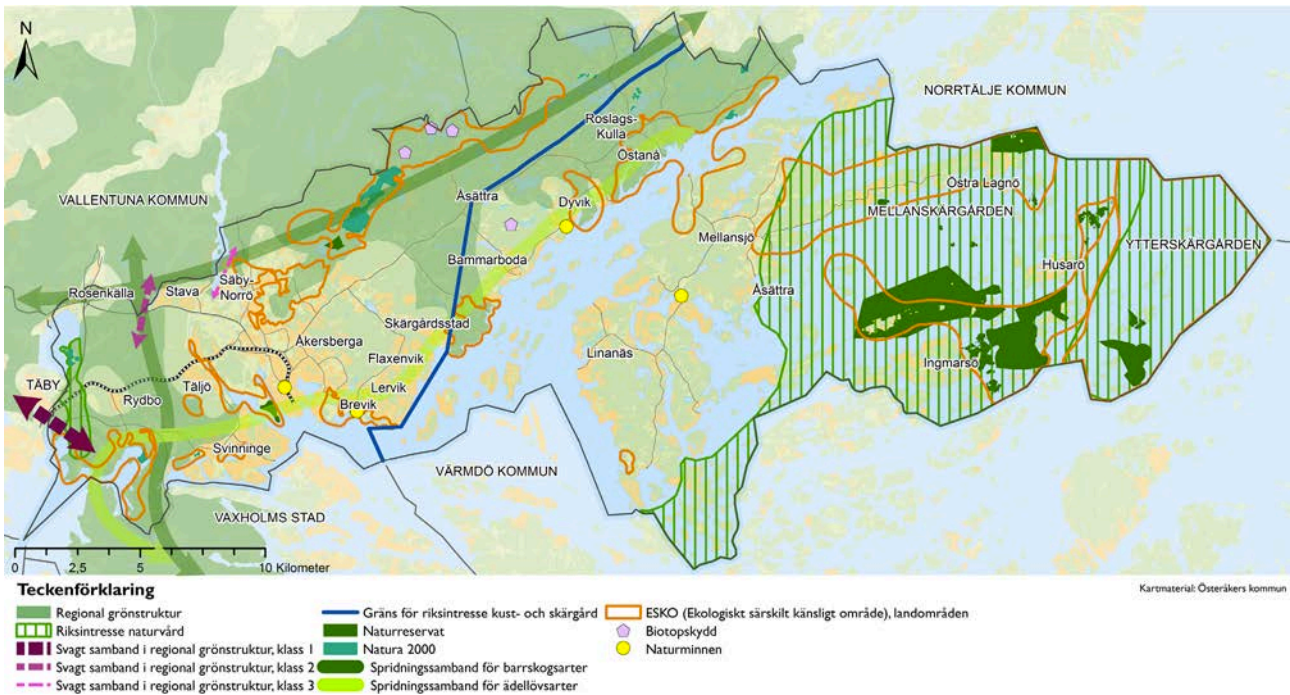 N
NORRTÄLJE KOMMUN
Roslags-
Kulla
Östanå
VALLENTUNA KOMMUN
Åsättra
Dyvik
Östra Lagnö
MELLANSKÄRGÅRDEN
Mellansjö
YTTERSKÄRGÅRDEN
Bammarboda
Husarö
Rosenkälla
Stava
Säby-
Norrö
Åsättra
Skärgårdsstad
Åkersberga
Linanäs
Flaxenvik
Ingmarsö
TÄBY
Täljö
Lervik
Rydbo
Brevik
Svinninge
VÄRMDÖ KOMMUN
VAXHOLMS STAD
0 2,5 5 10 Kilometer
Teckenförklaring
Kartmaterial: Österåkers kommun
Regional grönstruktur
Gräns för riksintresse kust- och skärgård
ESKO (Ekologiskt särskilt känsligt område), landområden
Riksintresse naturvård
Naturreservat
Biotopskydd
Svagt samband i regional grönstruktur, klass 1
Natura 2000
Naturminnen
Svagt samband i regional grönstruktur, klass 2
Spridningssamband för barrskogsarter
Svagt samband i regional grönstruktur, klass 3
Spridningssamband för ädellövsarter